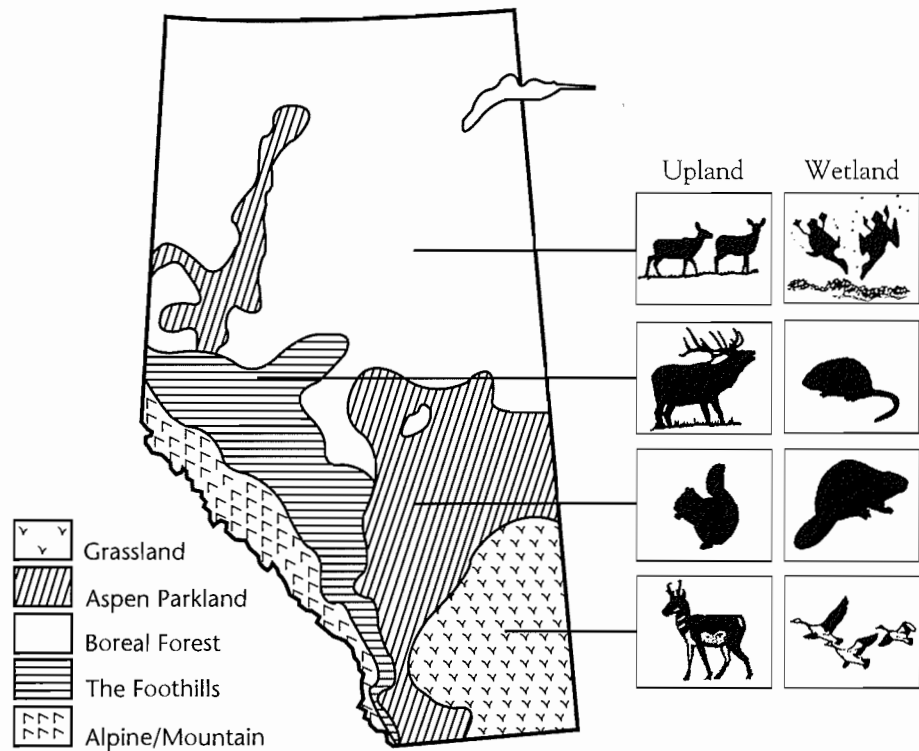 Upland Wetland
Grassland
Aspen Parkland
Boreal Forest
The Foothills
Alpine/Mountain